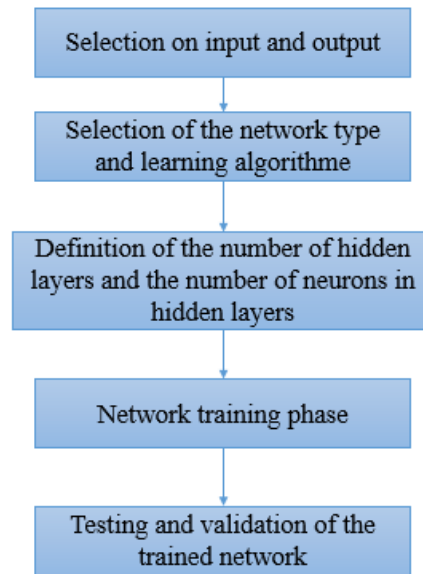 Selection on input and output
Selection of the network type
and learning algorithme
Definition of the number of hidden
layers and the number of neurons in
hidden layers
Network training phase
Testing and validation of the
trained network